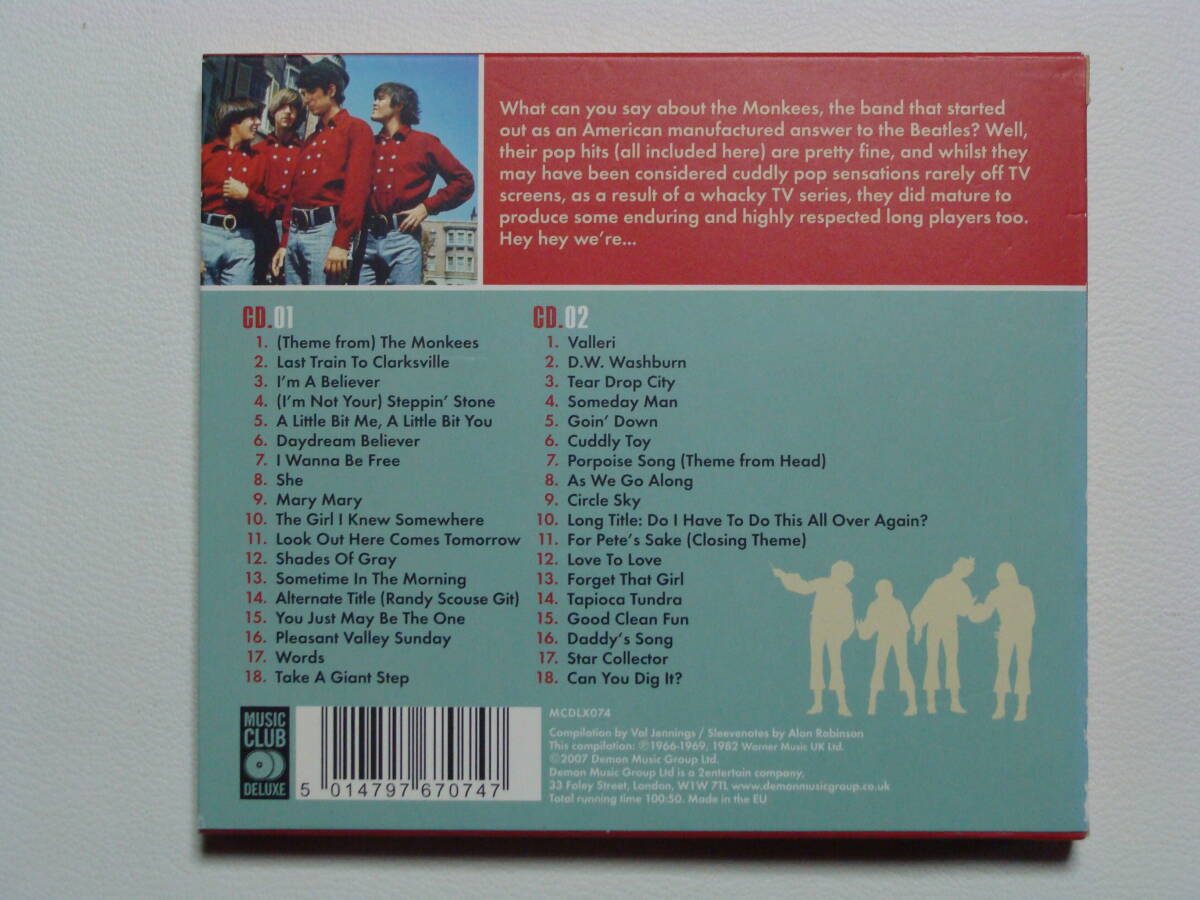 What can you say about the Monkees, the band that started
out as an American manufactured answer to the Beatles? Well,
their pop hits (all included here) are pretty fine, and whilst they
may have been considered cuddly pop sensations rarely off TV
screens, as a result of a whacky TV series, they did mature to
produce some enduring and highly respected long players too.
Hey hey we're...
CD.01
1. (Theme from) The Monkees
2. Last Train To Clarksville
3. I'm A Believer
4. (I'm Not Your) Steppin' Stone
5. A Little Bit Me, A Little Bit You
6. Daydream Believer
7. I Wanna Be Free
8. She
9. Mary Mary
10. The Girl I Knew Somewhere
11. Look Out Here Comes Tomorrow
12. Shades Of Gray
13. Sometime In The Morning
14. Alternate Title (Randy Scouse Git)
15. You Just May Be The One
16. Pleasant Valley Sunday
17. Words
18. Take A Giant Step
CD.02
1. Valleri
2. D.W. Washburn
3. Tear Drop City
4. Someday Man
5. Goin' Down
6. Cuddly Toy
7. Porpoise Song (Theme from Head)
8. As We Go Along
9. Circle Sky
10. Long Title: Do I Have To Do This All Over Again?
11. For Pete's Sake (Closing Theme)
12. Love To Love
13. Forget That Girl
14. Tapioca Tundra
15. Good Clean Fun
16. Daddy's Song
17. Star Collector
18. Can You Dig It?
MUSIC
CLUB
DELUXE
5 014797 670747
MCDLX074
Compilation by Val Jennings / Sleevenotes by Alan Robinson
This compilation: ℗1966-1969, 1982 Warner Music UK Ltd.
©2007 Demon Music Group Ltd.
Demon Music Group Ltd is a 2entertain company,
33 Foley Street, London, W1W 7TL www.demonmusicgroup.co.uk
Total running time 100:50. Made in the EU